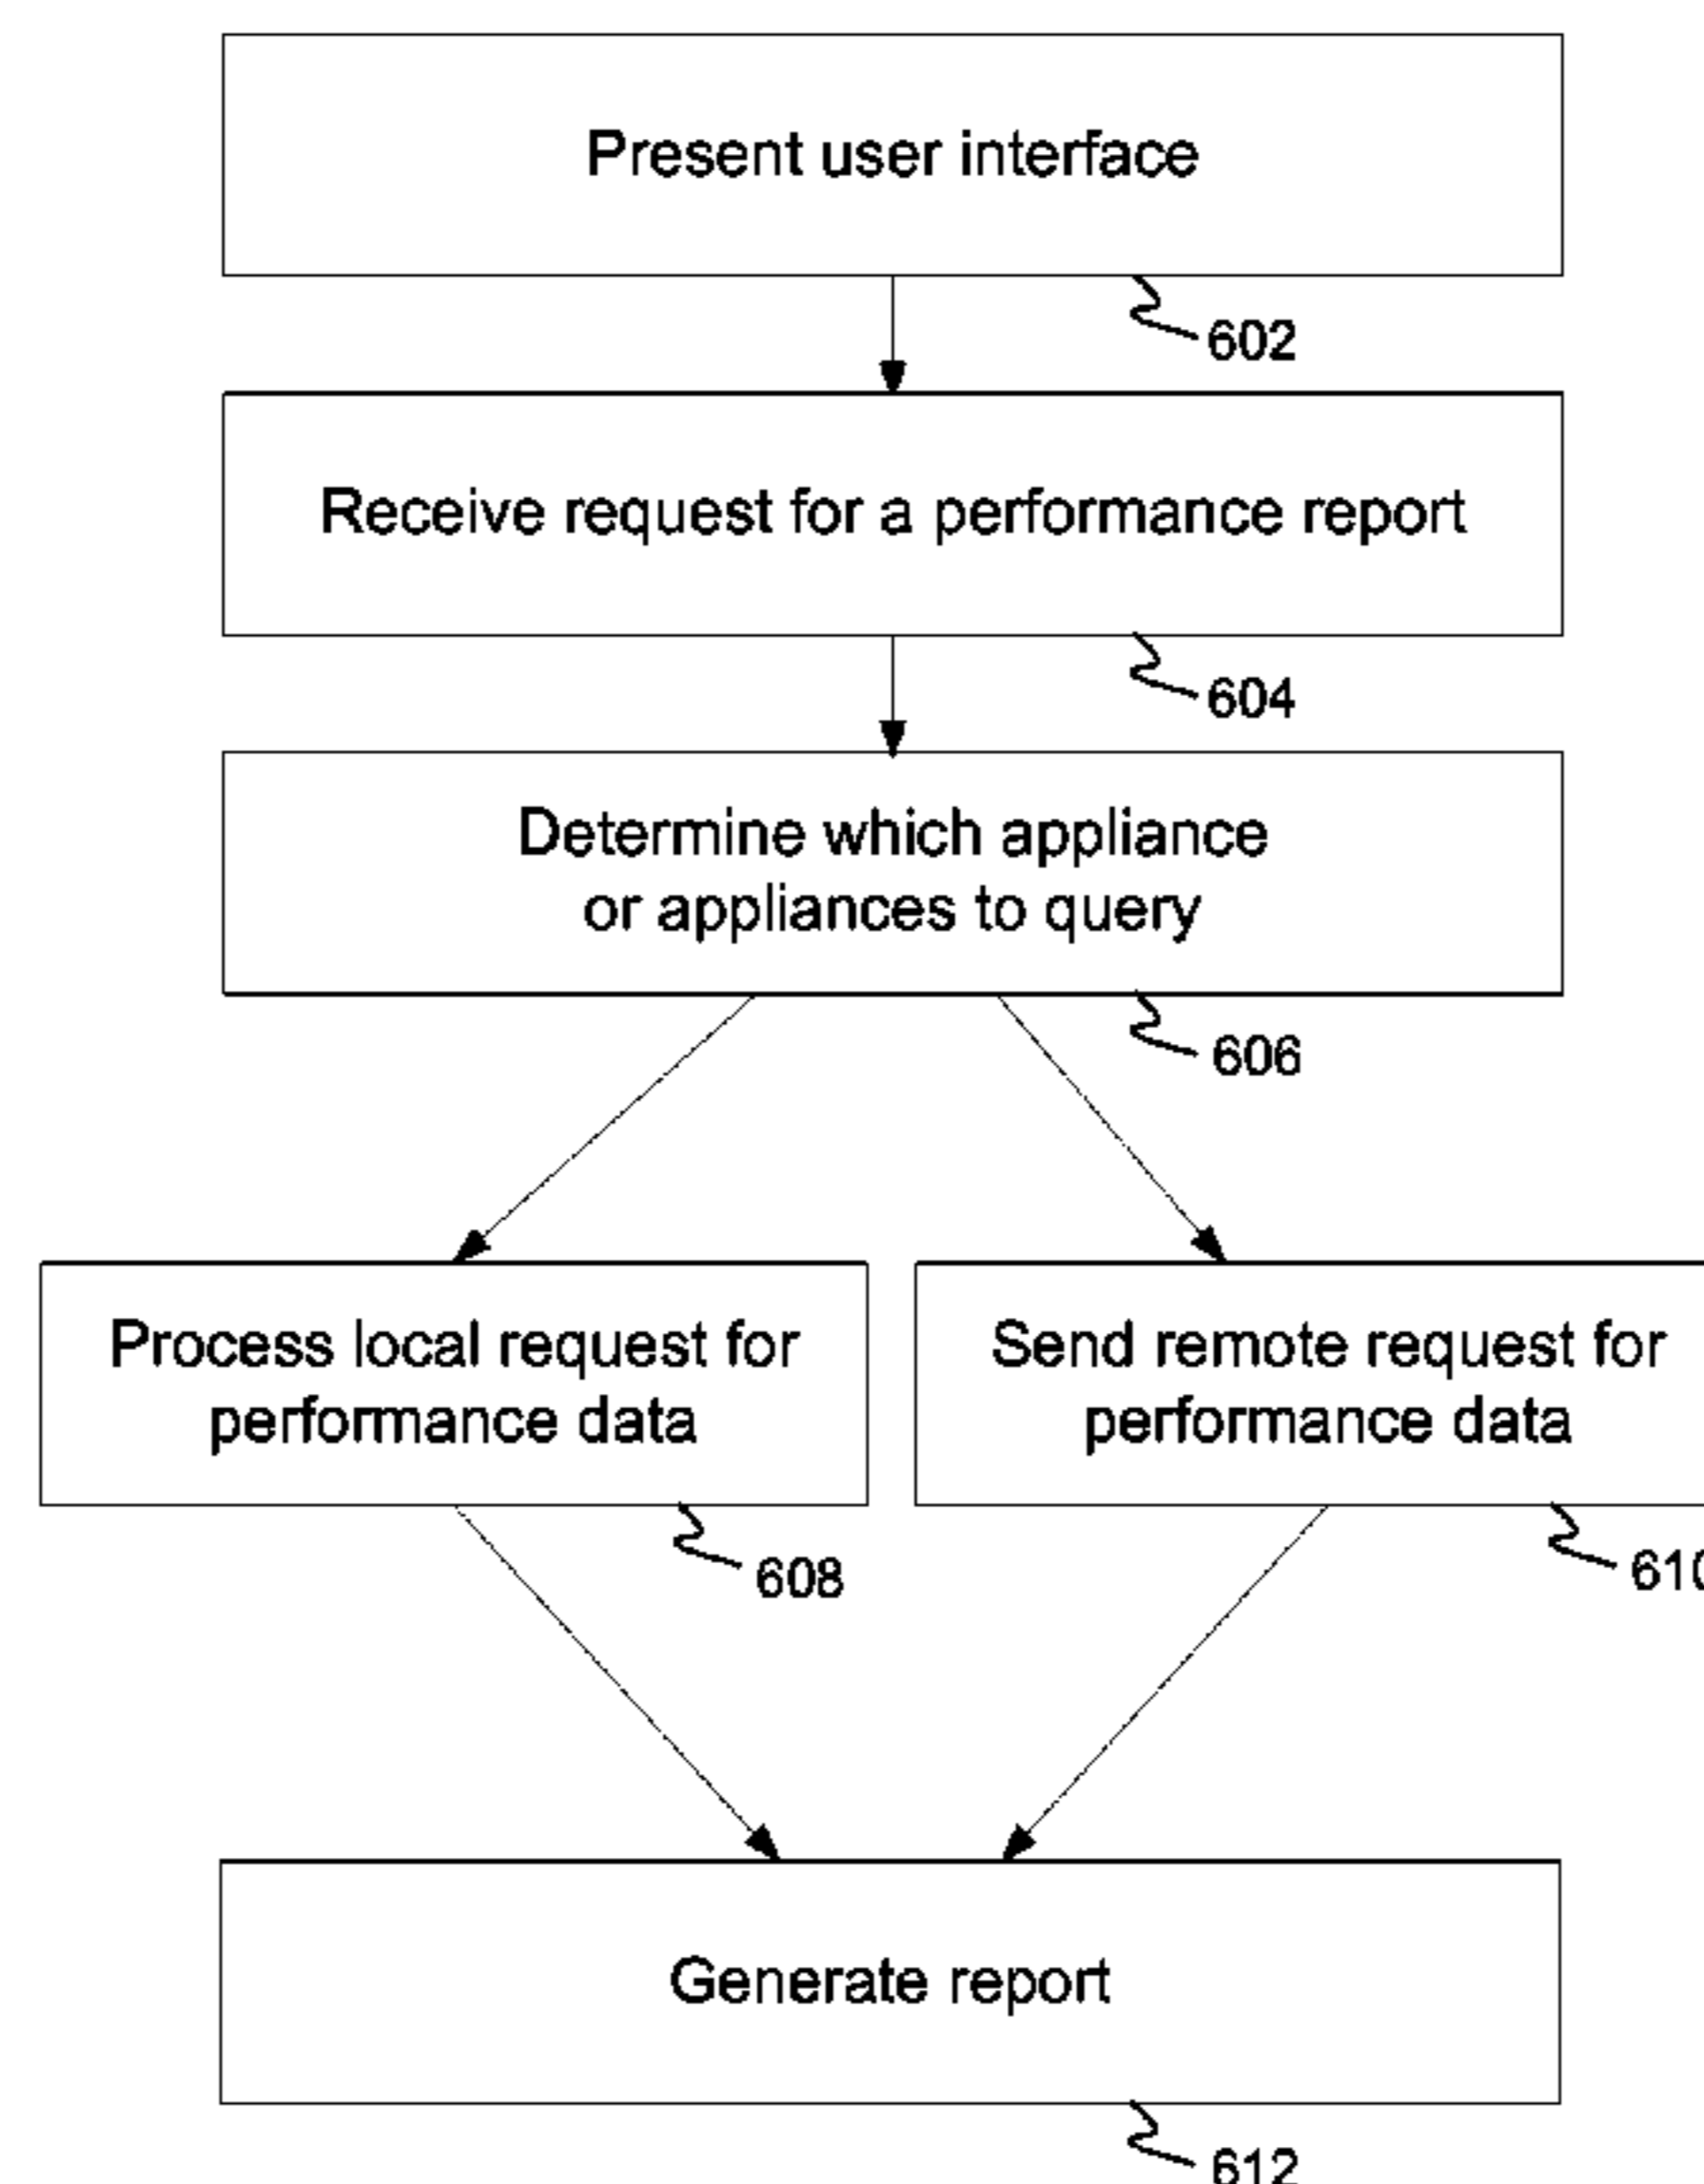 Present user interface
602
Receive request for a performance report
604
Determine which appliance
or appliances to query
606
Process local request for
performance data
608
Send remote request for
performance data
610
Generate report
612